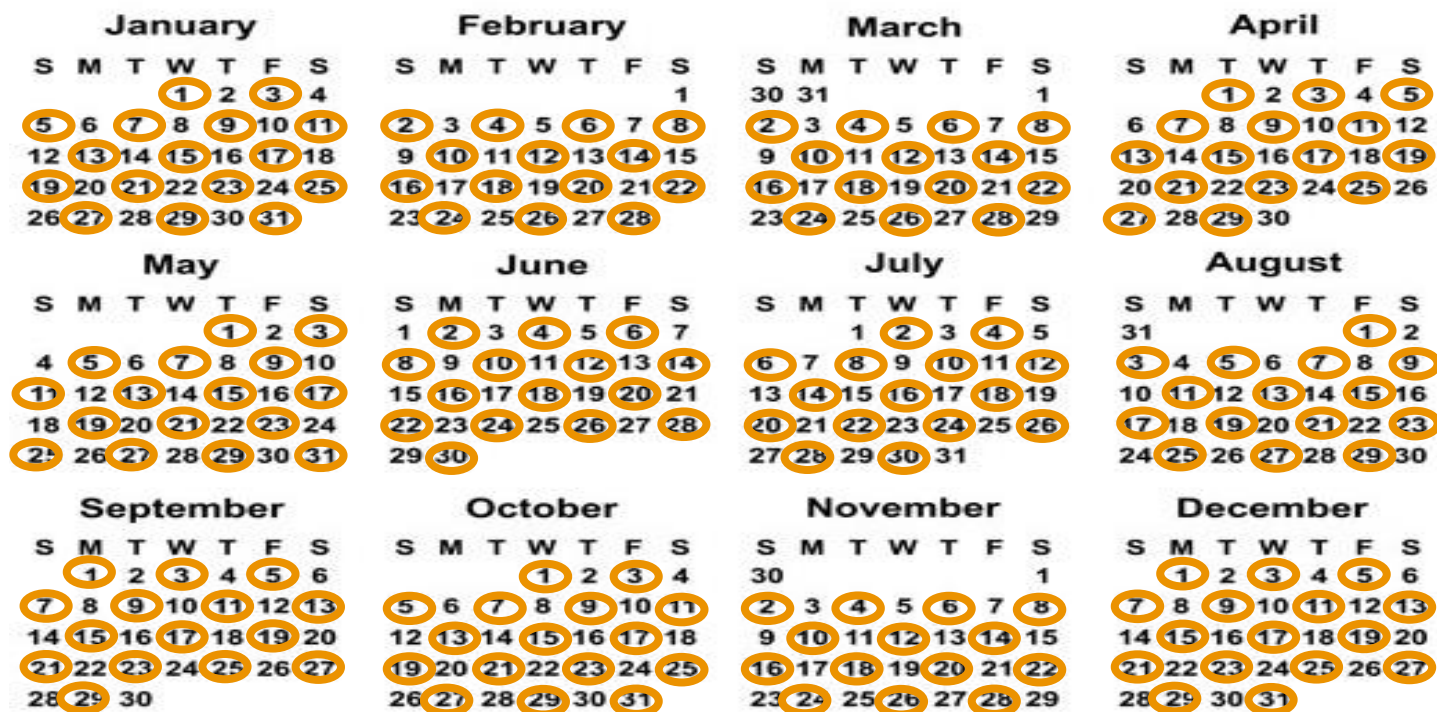 January
S M T W T F S
1 2 3 4
5 6 7 8 9 10 11
12 13 14 15 16 17 18
19 20 21 22 23 24 25
26 27 28 29 30 31
February
S M T W T F S
1
2 3 4 5 6 7 8
9 10 11 12 13 14 15
16 17 18 19 20 21 22
23 24 25 26 27 28
March
S M T W T F S
30 31 1
2 3 4 5 6 7 8
9 10 11 12 13 14 15
16 17 18 19 20 21 22
23 24 25 26 27 28 29
April
S M T W T F S
1 2 3 4 5
6 7 8 9 10 11 12
13 14 15 16 17 18 19
20 21 22 23 24 25 26
27 28 29 30
May
S M T W T F S
1 2 3
4 5 6 7 8 9 10
11 12 13 14 15 16 17
18 19 20 21 22 23 24
25 26 27 28 29 30 31
June
S M T W T F S
1 2 3 4 5 6 7
8 9 10 11 12 13 14
15 16 17 18 19 20 21
22 23 24 25 26 27 28
29 30
July
S M T W T F S
1 2 3 4 5
6 7 8 9 10 11 12
13 14 15 16 17 18 19
20 21 22 23 24 25 26
27 28 29 30 31
August
S M T W T F S
31 1 2
3 4 5 6 7 8 9
10 11 12 13 14 15 16
17 18 19 20 21 22 23
24 25 26 27 28 29 30
September
S M T W T F S
1 2 3 4 5 6
7 8 9 10 11 12 13
14 15 16 17 18 19 20
21 22 23 24 25 26 27
28 29 30
October
S M T W T F S
1 2 3 4
5 6 7 8 9 10 11
12 13 14 15 16 17 18
19 20 21 22 23 24 25
26 27 28 29 30 31
November
S M T W T F S
30 1
2 3 4 5 6 7 8
9 10 11 12 13 14 15
16 17 18 19 20 21 22
23 24 25 26 27 28 29
December
S M T W T F S
1 2 3 4 5 6
7 8 9 10 11 12 13
14 15 16 17 18 19 20
21 22 23 24 25 26 27
28 29 30 31